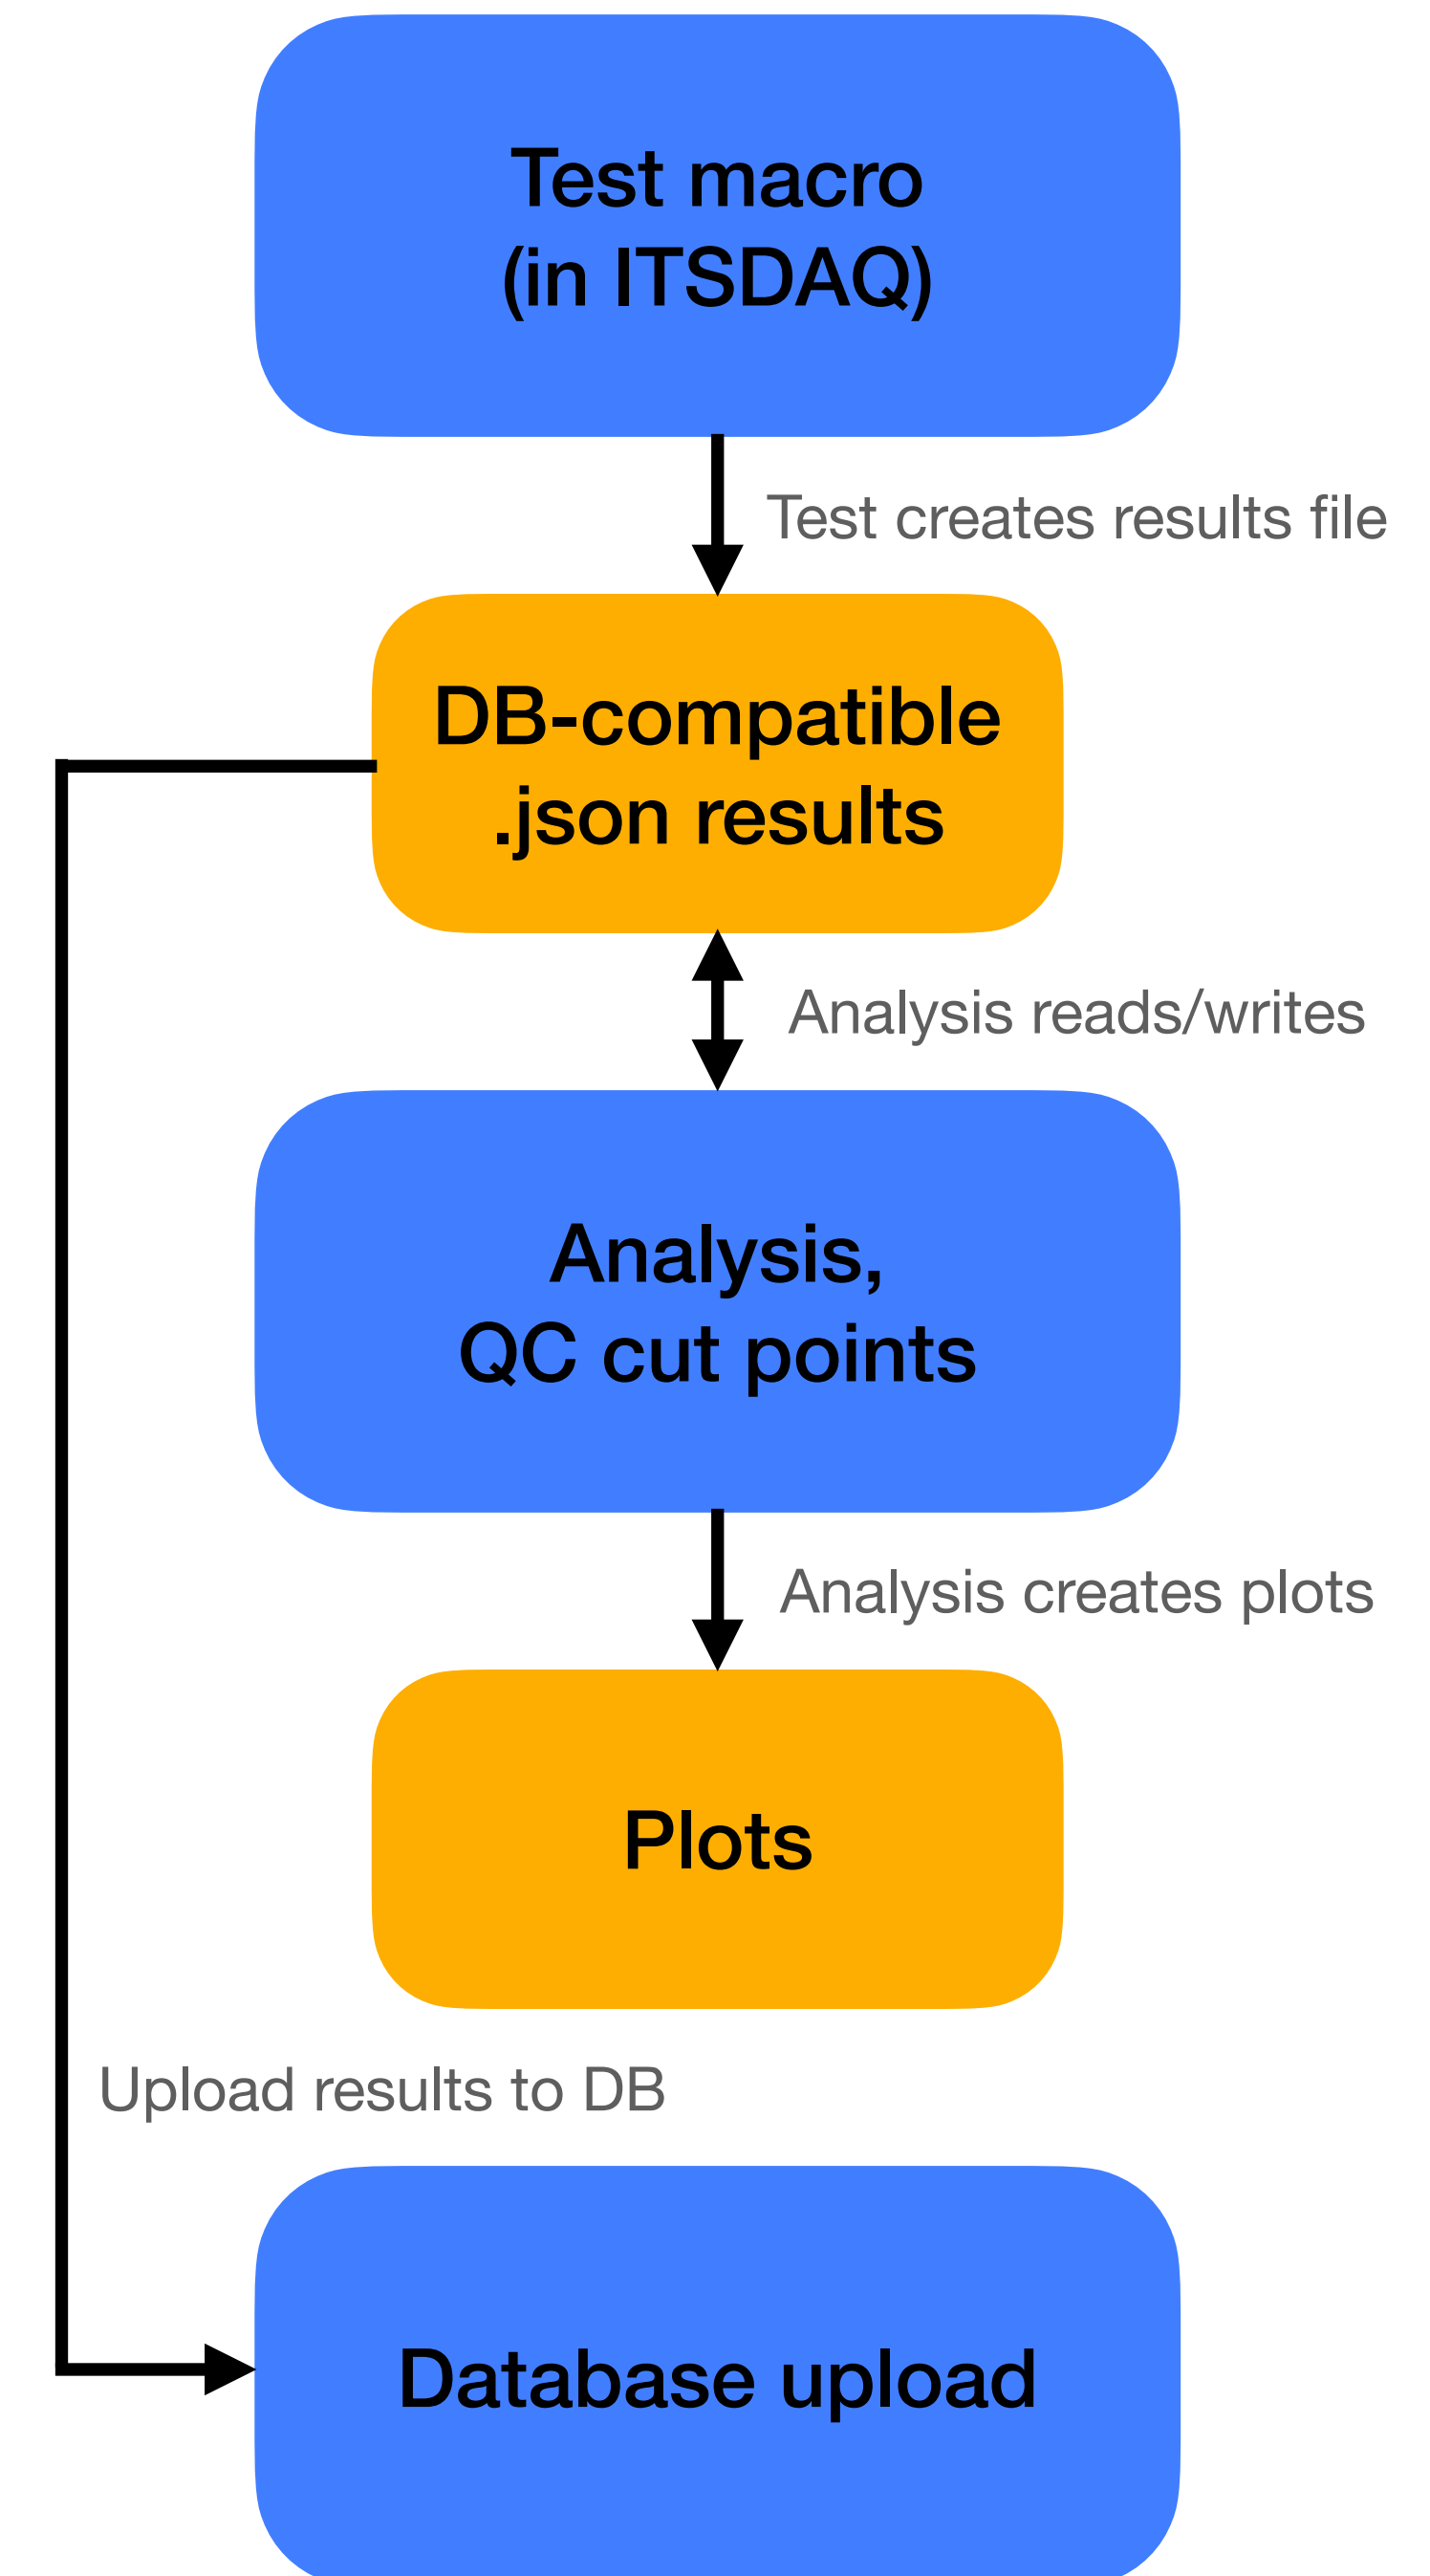 Test macro
(in ITSDAQ)
Test creates results file
DB-compatible
.json results
Analysis reads/writes
Analysis,
QC cut points
Analysis creates plots
Plots
Upload results to DB
Database upload